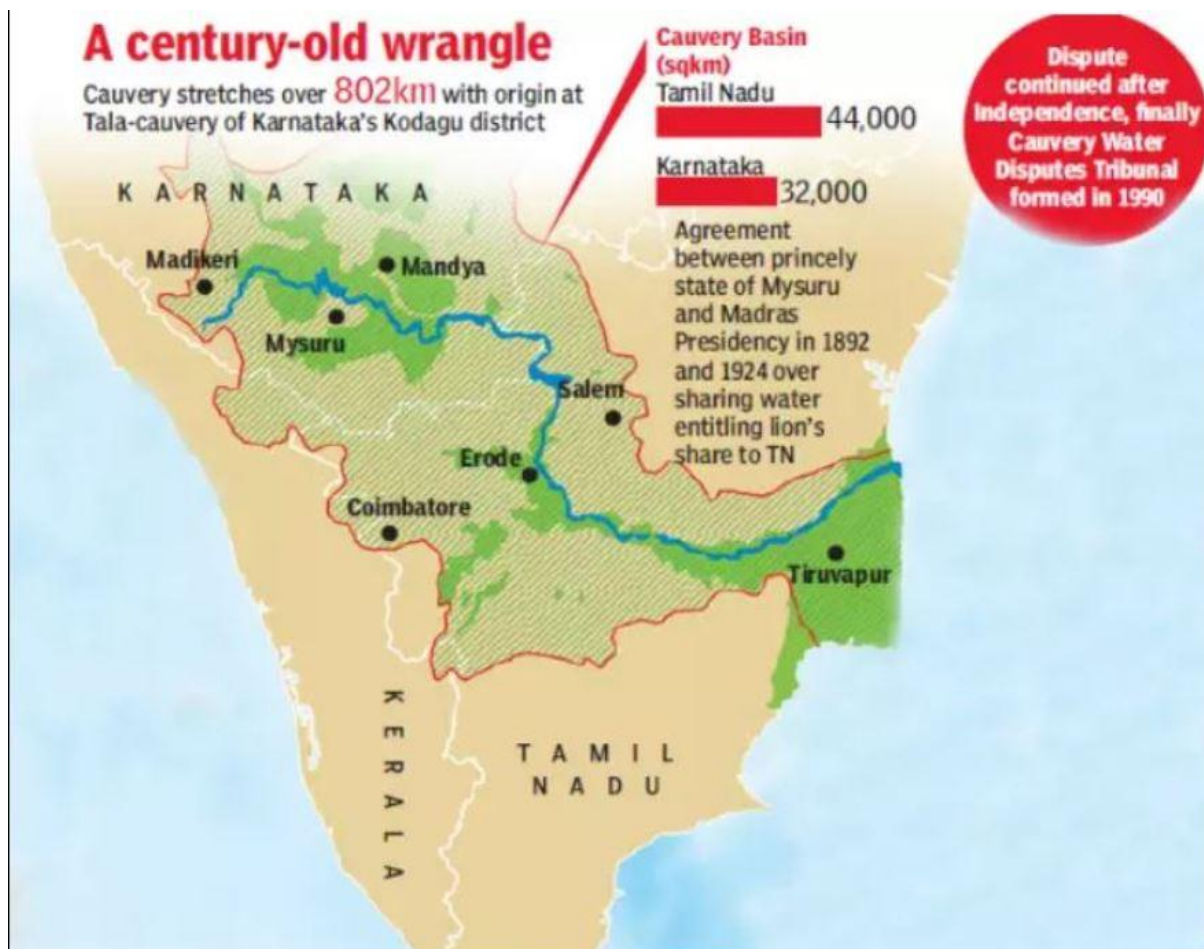 A century-old wrangle
Cauvery stretches over 802km with origin at
Tala-cauvery of Karnataka's Kodagu district
Cauvery Basin
(sqkm)
Tamil Nadu
44,000
Karnataka
32,000
Agreement
between princely
state of Mysuru
and Madras
Presidency in 1892
and 1924 over
sharing water
entitling lion's
share to TN
Dispute
continued after
Independence, finally
Cauvery Water
Disputes Tribunal
formed in 1990
KARNATAKA
Madikeri
Mandya
Mysuru
Salem
Erode
Coimbatore
Tiruvapur
KERALA
TAMIL
NADU